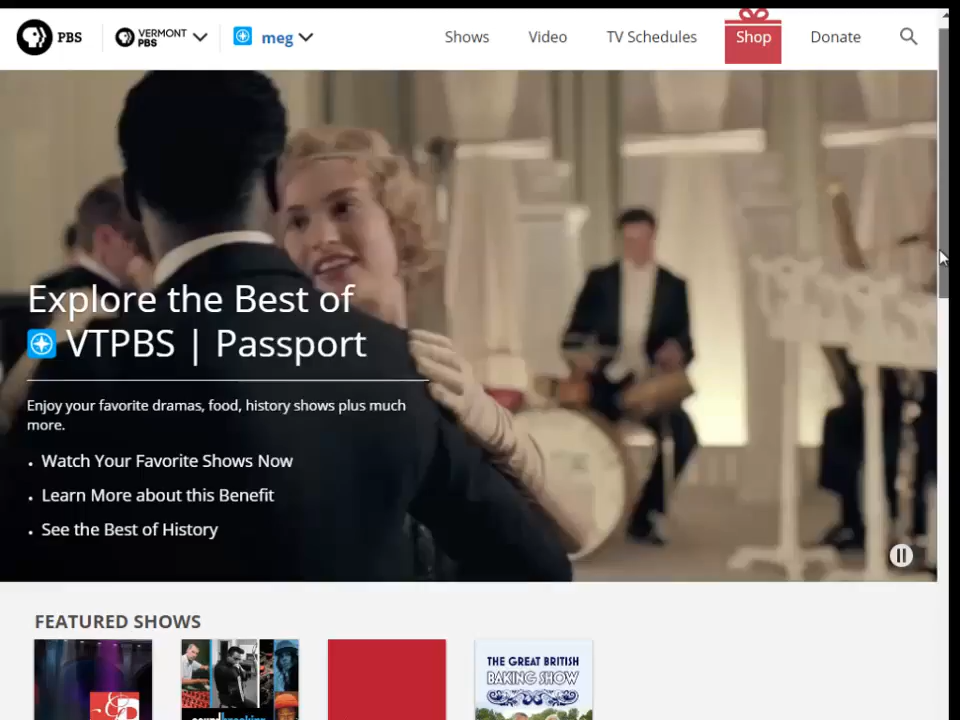 PBS
VERMONT
PBS
meg
Shows
Video
TV Schedules
Shop
Donate
Explore the Best of
VTPBS | Passport
Enjoy your favorite dramas, food, history shows plus much
more.
• Watch Your Favorite Shows Now
• Learn More about this Benefit
• See the Best of History
FEATURED SHOWS
THE GREAT BRITISH
BAKING SHOW